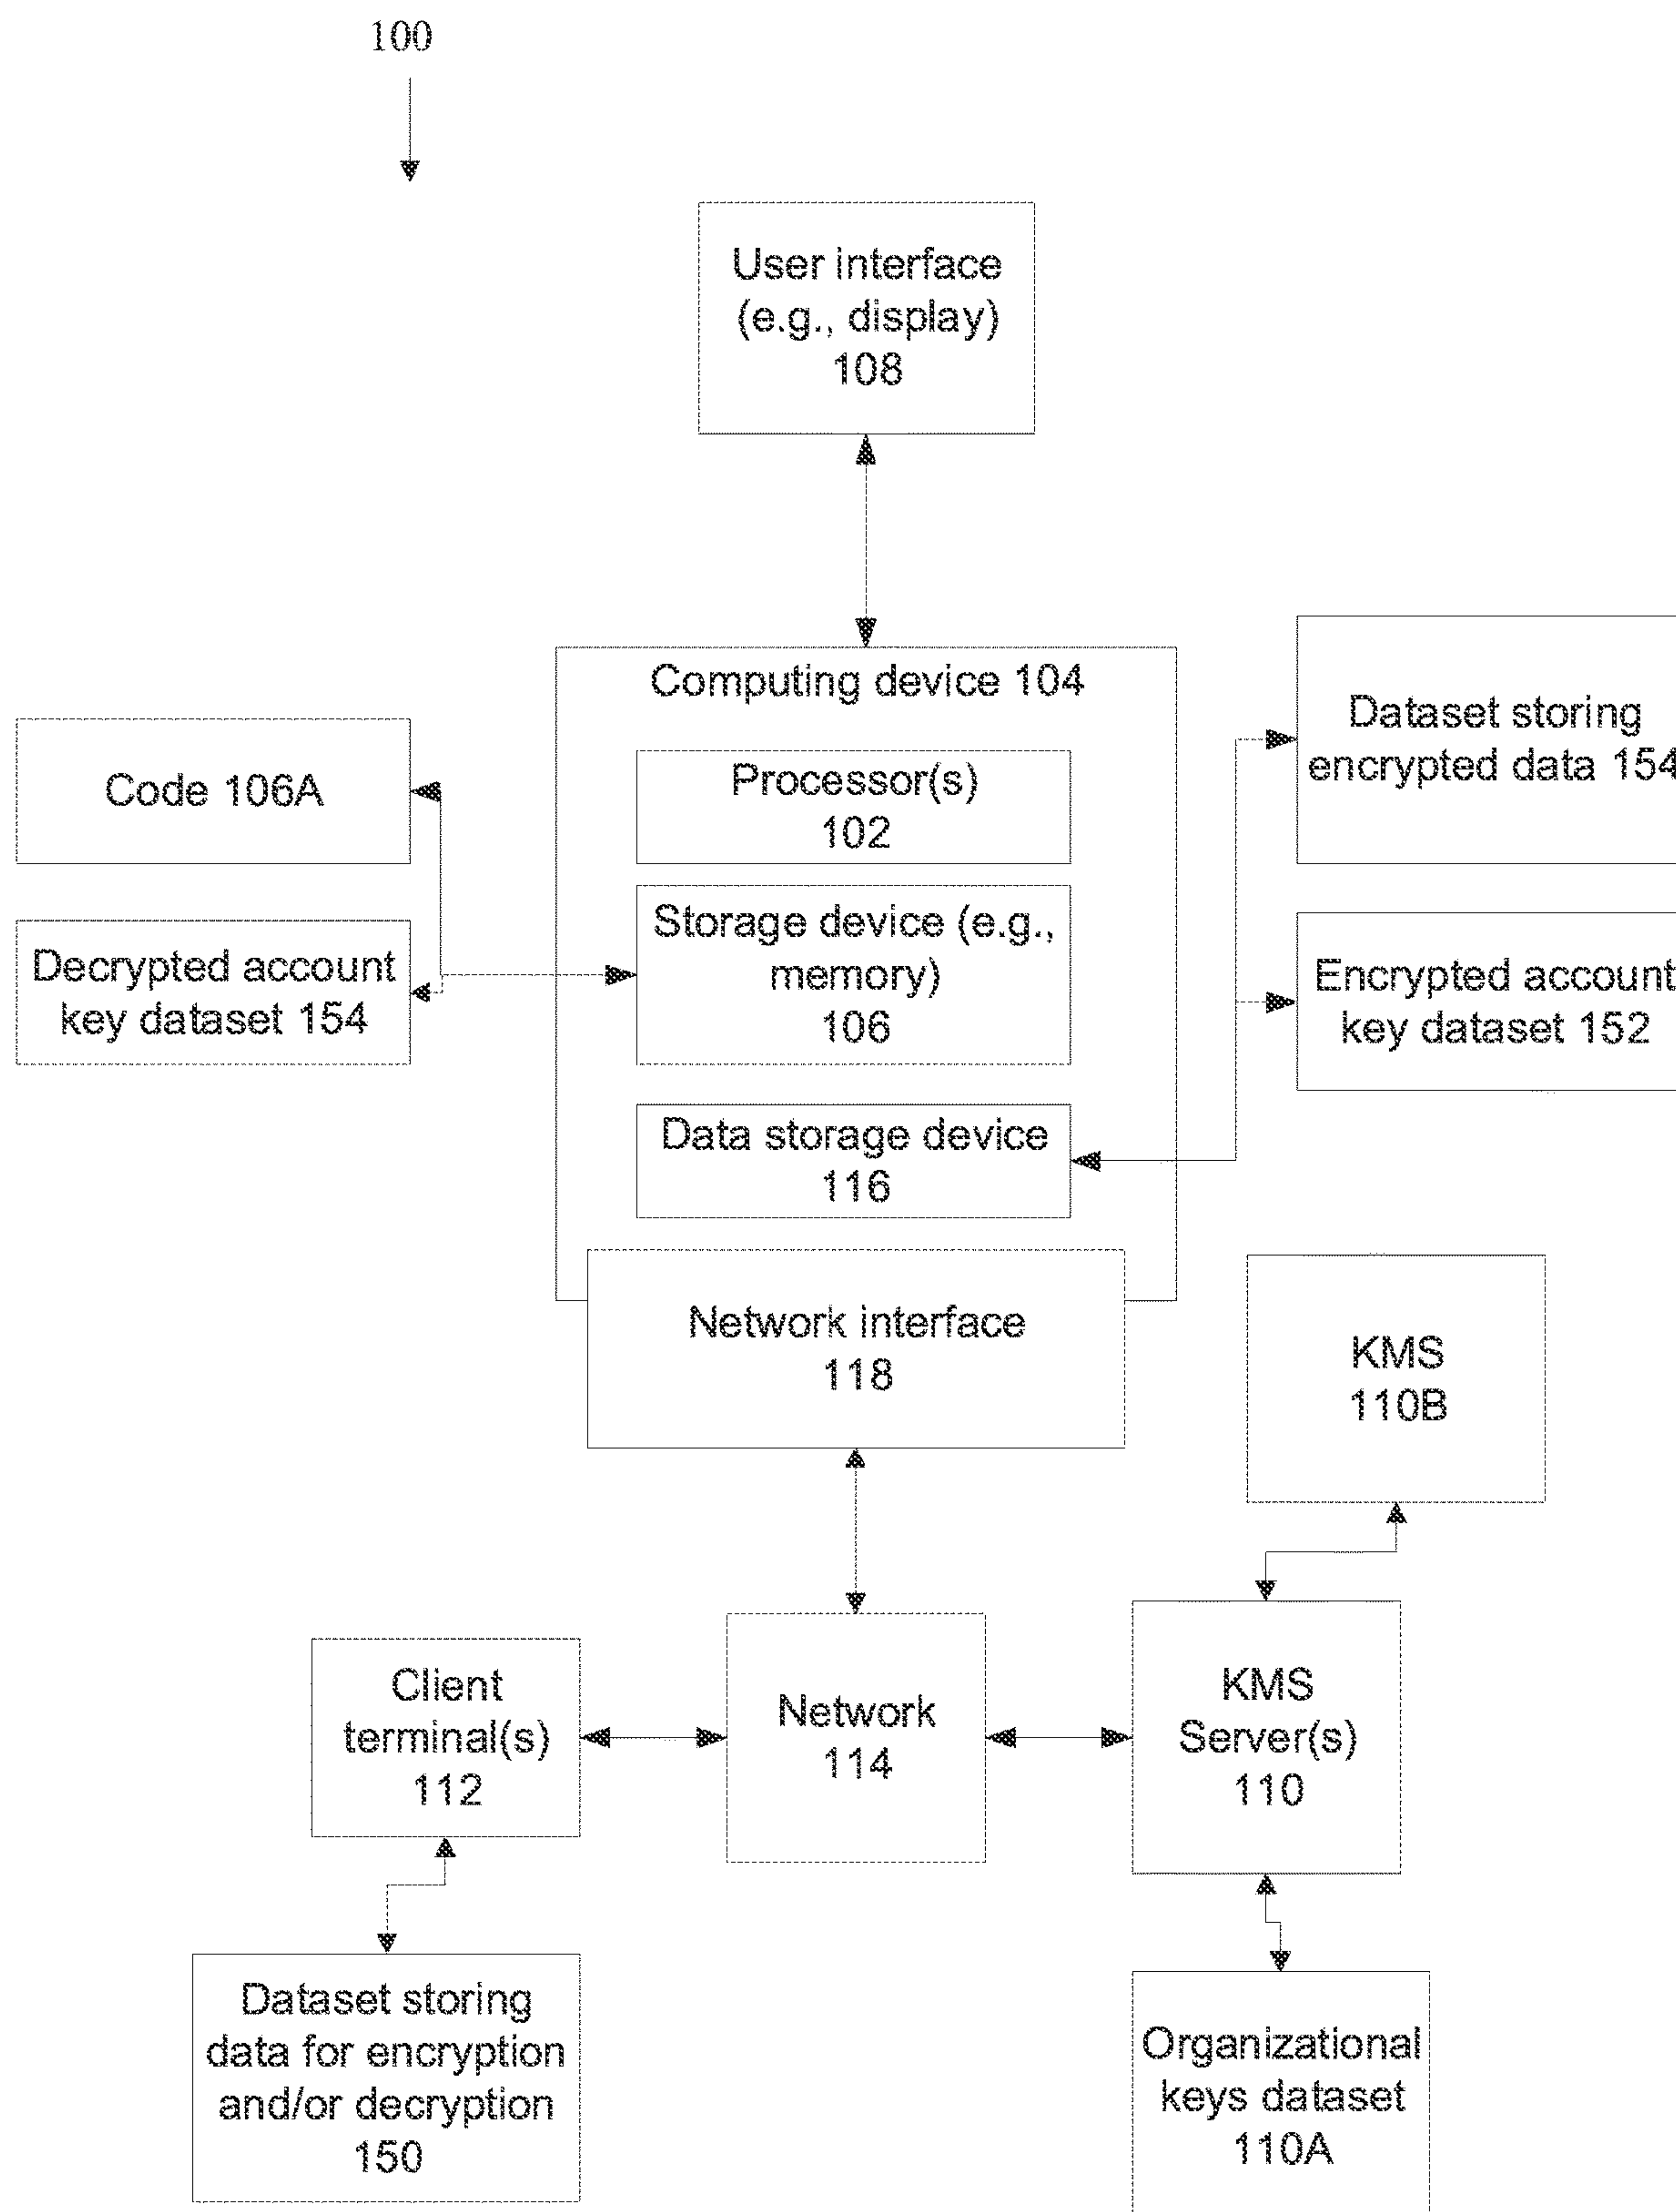 100
User interface
(e.g., display)
108
Computing device 104
Processor(s)
102
Storage device (e.g.,
memory)
106
Data storage device
116
Network interface
118
Code 106A
Decrypted account
key dataset 154
Dataset storing
encrypted data 154
Encrypted account
key dataset 152
KMS
110B
Client
terminal(s)
112
Network
114
KMS
Server(s)
110
Dataset storing
data for encryption
and/or decryption
150
Organizational
keys dataset
110A